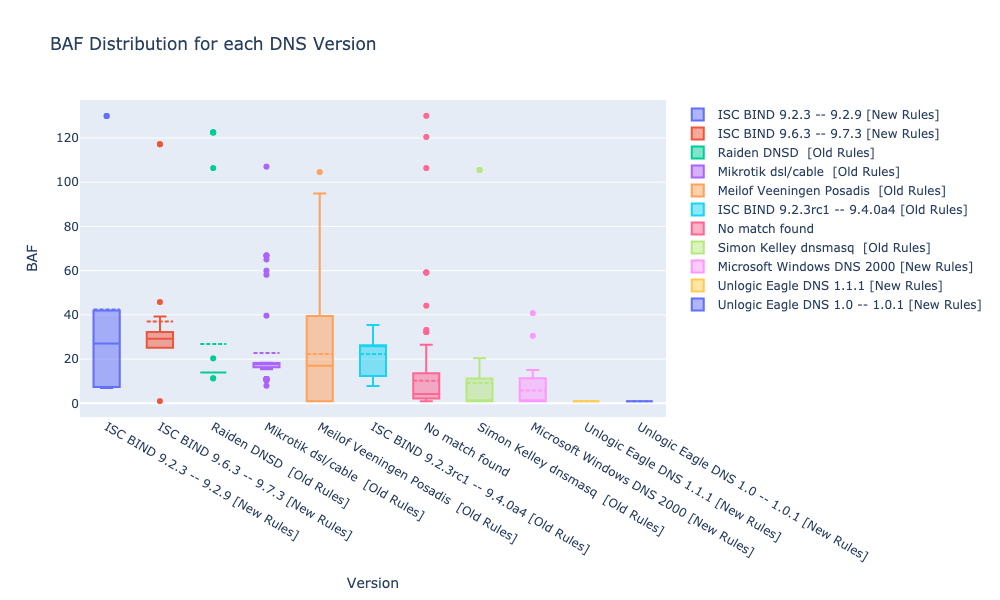 BAF Distribution for each DNS Version
BAF
120
100
80
60
40
20
0
ISC BIND 9.2.3 -- 9.2.9 [New Rules]
ISC BIND 9.6.3 -- 9.7.3 [New Rules]
Raiden DNSD  [Old Rules]
Mikrotik dsl/cable  [Old Rules]
Meilof Veeningen Posadis  [Old Rules]
ISC BIND 9.2.3rc1 -- 9.4.0a4 [Old Rules]
No match found
Simon Kelley dnsmasq  [Old Rules]
Microsoft Windows DNS 2000 [New Rules]
Unlogic Eagle DNS 1.1.1 [New Rules]
Unlogic Eagle DNS 1.0 -- 1.0.1 [New Rules]
Version
ISC BIND 9.2.3 -- 9.2.9 [New Rules]
ISC BIND 9.6.3 -- 9.7.3 [New Rules]
Raiden DNSD  [Old Rules]
Mikrotik dsl/cable  [Old Rules]
Meilof Veeningen Posadis  [Old Rules]
ISC BIND 9.2.3rc1 -- 9.4.0a4 [Old Rules]
No match found
Simon Kelley dnsmasq  [Old Rules]
Microsoft Windows DNS 2000 [New Rules]
Unlogic Eagle DNS 1.1.1 [New Rules]
Unlogic Eagle DNS 1.0 -- 1.0.1 [New Rules]